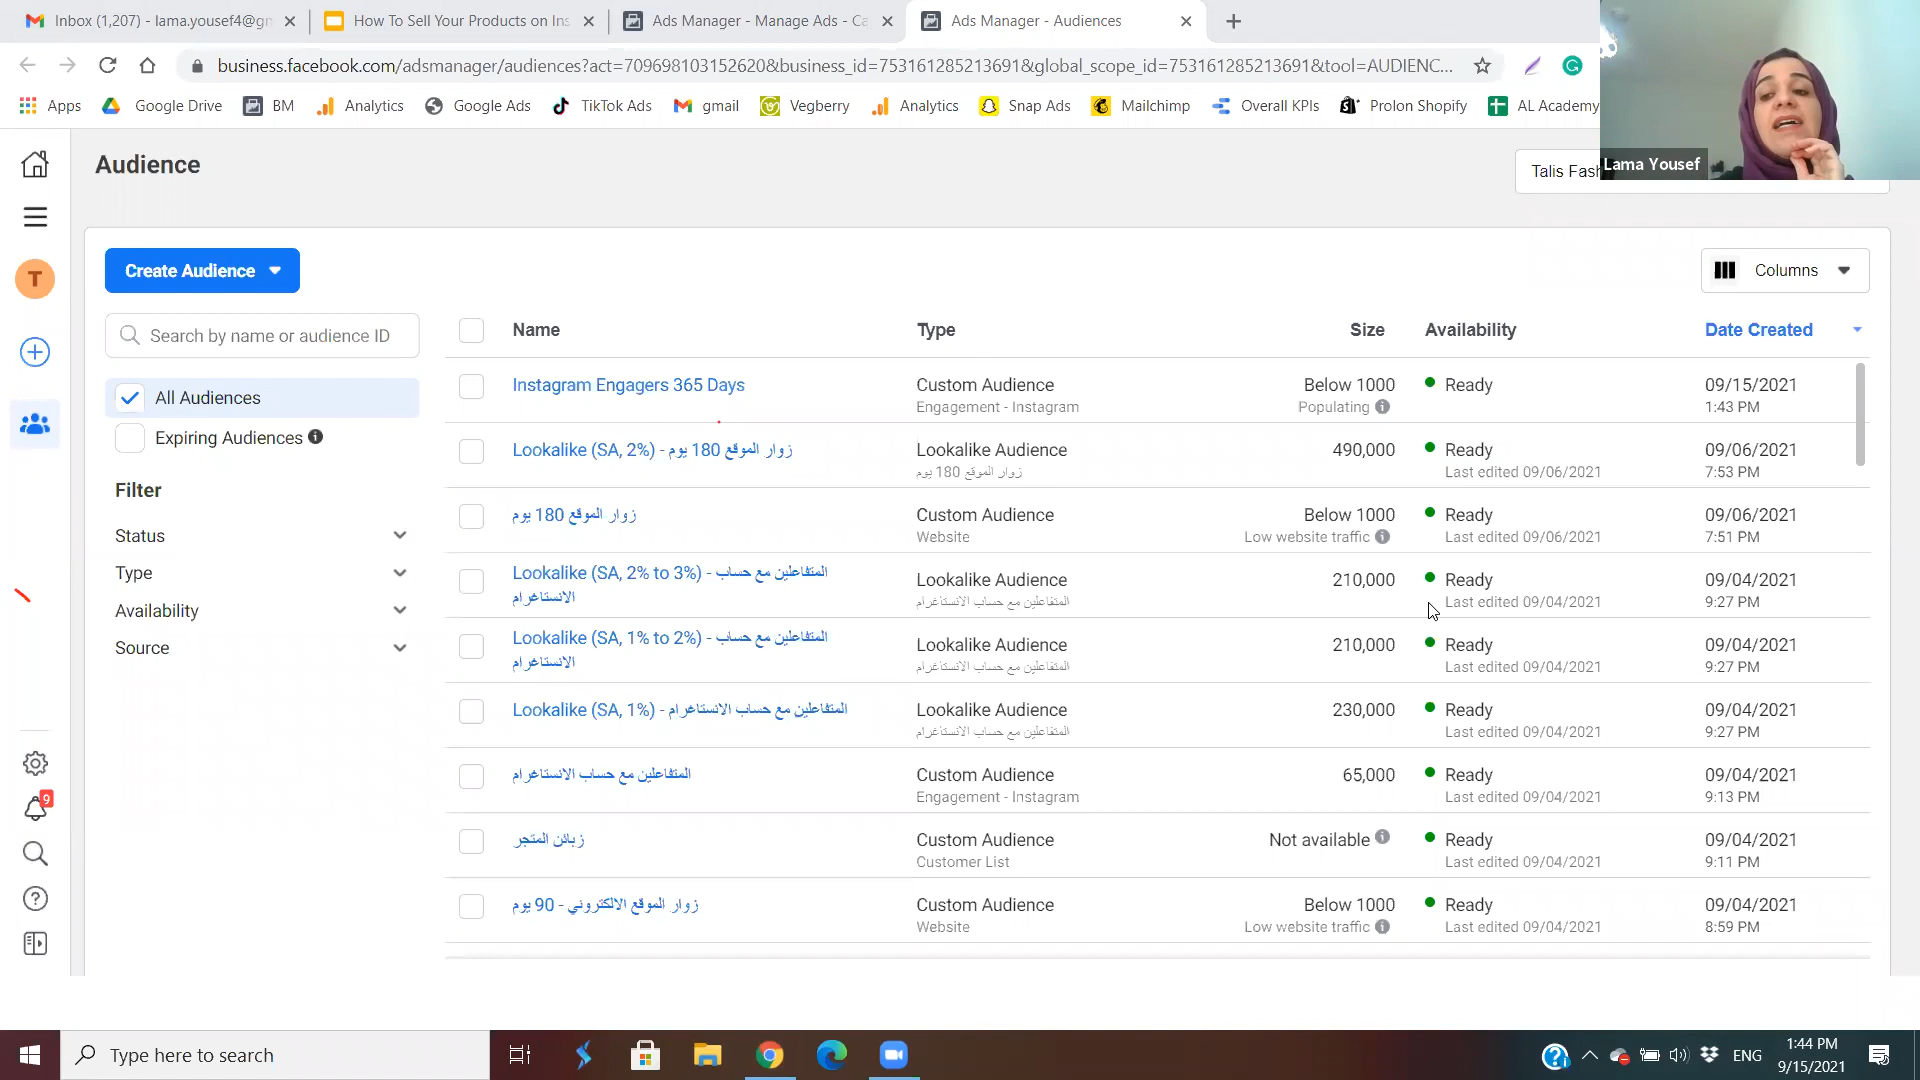 Inbox (1,207) - lama.yousef4@gm
How To Sell Your Products on Ins
Ads Manager - Manage Ads - Ca
Ads Manager - Audiences
business.facebook.com/adsmanager/audiences?act=709698103152620&business_id=753161285213691&global_scope_id=753161285213691&tool=AUDIENC...
Apps
Google Drive
BM
Analytics
Google Ads
TikTok Ads
gmail
Vegberry
Analytics
Snap Ads
Mailchimp
Overall KPIs
Prolon Shopify
AL Academy
Lama Yousef
Audience
Talis Fash
Create Audience
Columns
Search by name or audience ID
All Audiences
Expiring Audiences
Filter
Status
Type
Availability
Source
T
9
Name Type Size Availability Date Created
Instagram Engagers 365 Days Custom Audience Below 1000 Ready 09/15/2021
Engagement - Instagram Populating 1:43 PM
Lookalike (SA, 2%) - زوار الموقع 180 يوم Lookalike Audience 490,000 Ready 09/06/2021
زوار الموقع 180 يوم Last edited 09/06/2021 7:53 PM
زوار الموقع 180 يوم Custom Audience Below 1000 Ready 09/06/2021
Website Low website traffic Last edited 09/06/2021 7:51 PM
Lookalike (SA, 2% to 3%) - المتفاعلين مع حساب الانستاغرام Lookalike Audience 210,000 Ready 09/04/2021
المتفاعلين مع حساب الانستاغرام Last edited 09/04/2021 9:27 PM
Lookalike (SA, 1% to 2%) - المتفاعلين مع حساب الانستاغرام Lookalike Audience 210,000 Ready 09/04/2021
المتفاعلين مع حساب الانستاغرام Last edited 09/04/2021 9:27 PM
Lookalike (SA, 1%) - المتفاعلين مع حساب الانستاغرام Lookalike Audience 230,000 Ready 09/04/2021
المتفاعلين مع حساب الانستاغرام Last edited 09/04/2021 9:27 PM
المتفاعلين مع حساب الانستاغرام Custom Audience 65,000 Ready 09/04/2021
Engagement - Instagram Last edited 09/04/2021 9:13 PM
زبائن المتجر Custom Audience Not available Ready 09/04/2021
Customer List Last edited 09/04/2021 9:11 PM
زوار الموقع الالكتروني - 90 يوم Custom Audience Below 1000 Ready 09/04/2021
Website Low website traffic Last edited 09/04/2021 8:59 PM
Type here to search
ENG
1:44 PM
9/15/2021